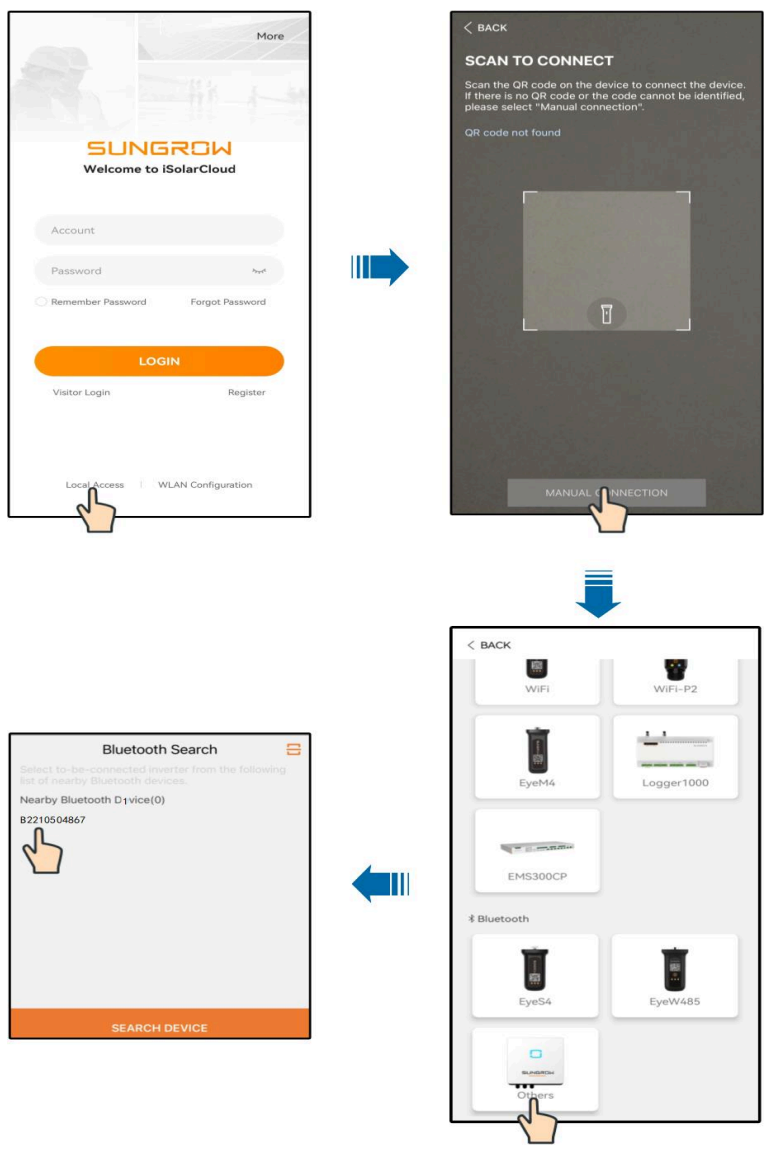 More
SUNGROW
Welcome to iSolarCloud
Account
Password
Remember Password Forgot Password
LOGIN
Visitor Login Register
Local Access | WLAN Configuration
< BACK
SCAN TO CONNECT
Scan the QR code on the device to connect the device.
If there is no QR code or the code cannot be identified,
please select "Manual connection".
QR code not found
MANUAL CONNECTION
< BACK
WiFi WiFi-P2
EyeM4 Logger1000
EMS300CP
Bluetooth
EyeS4 EyeW485
SUNGROW
Others
Bluetooth Search
Select to-be-connected inverter from the following
list of nearby Bluetooth devices.
Nearby Bluetooth D1vice(0)
B2210504867
SEARCH DEVICE